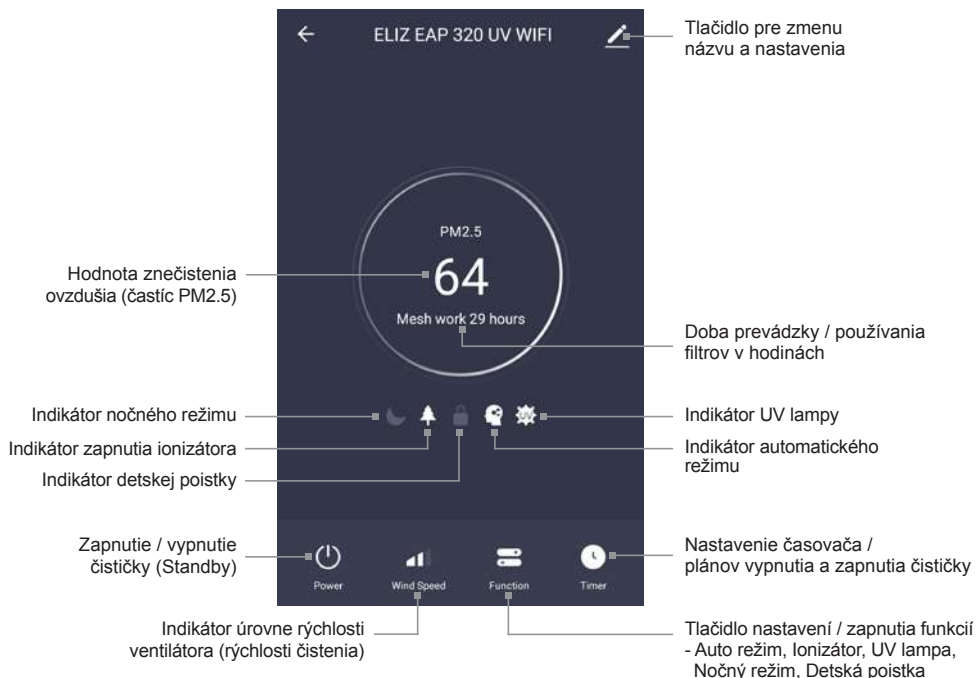 ELIZ EAP 320 UV WIFI
Tlačidlo pre zmenu
názvu a nastavenia
PM2.5
64
Mesh work 29 hours
Hodnota znečistenia
ovzdušia (častíc PM2.5)
Doba prevádzky / používania
filtrov v hodinách
Indikátor nočného režimu
Indikátor zapnutia ionizátora
Indikátor detskej poistky
UV
Indikátor UV lampy
Indikátor automatického
režimu
Zapnutie / vypnutie
čističky (Standby)
Power
Wind Speed
Function
Timer
Nastavenie časovača /
plánov vypnutia a zapnutia čističky
Indikátor úrovne rýchlosti
ventilátora (rýchlosti čistenia)
Tlačidlo nastavení / zapnutia funkcií
- Auto režim, Ionizátor, UV lampa,
Nočný režim, Detská poistka